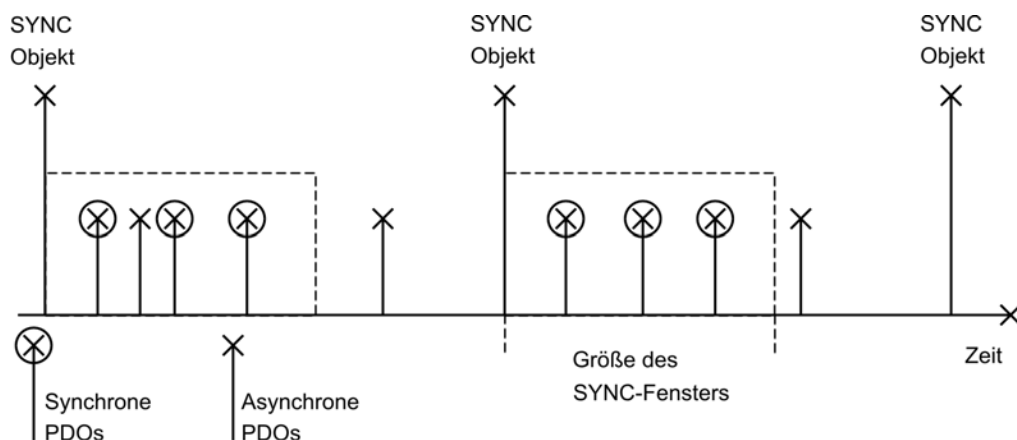 SYNC
Objekt
SYNC
Objekt
SYNC
Objekt
Größe des
SYNC-Fensters
Zeit
Synchrone
PDOs
Asynchrone
PDOs